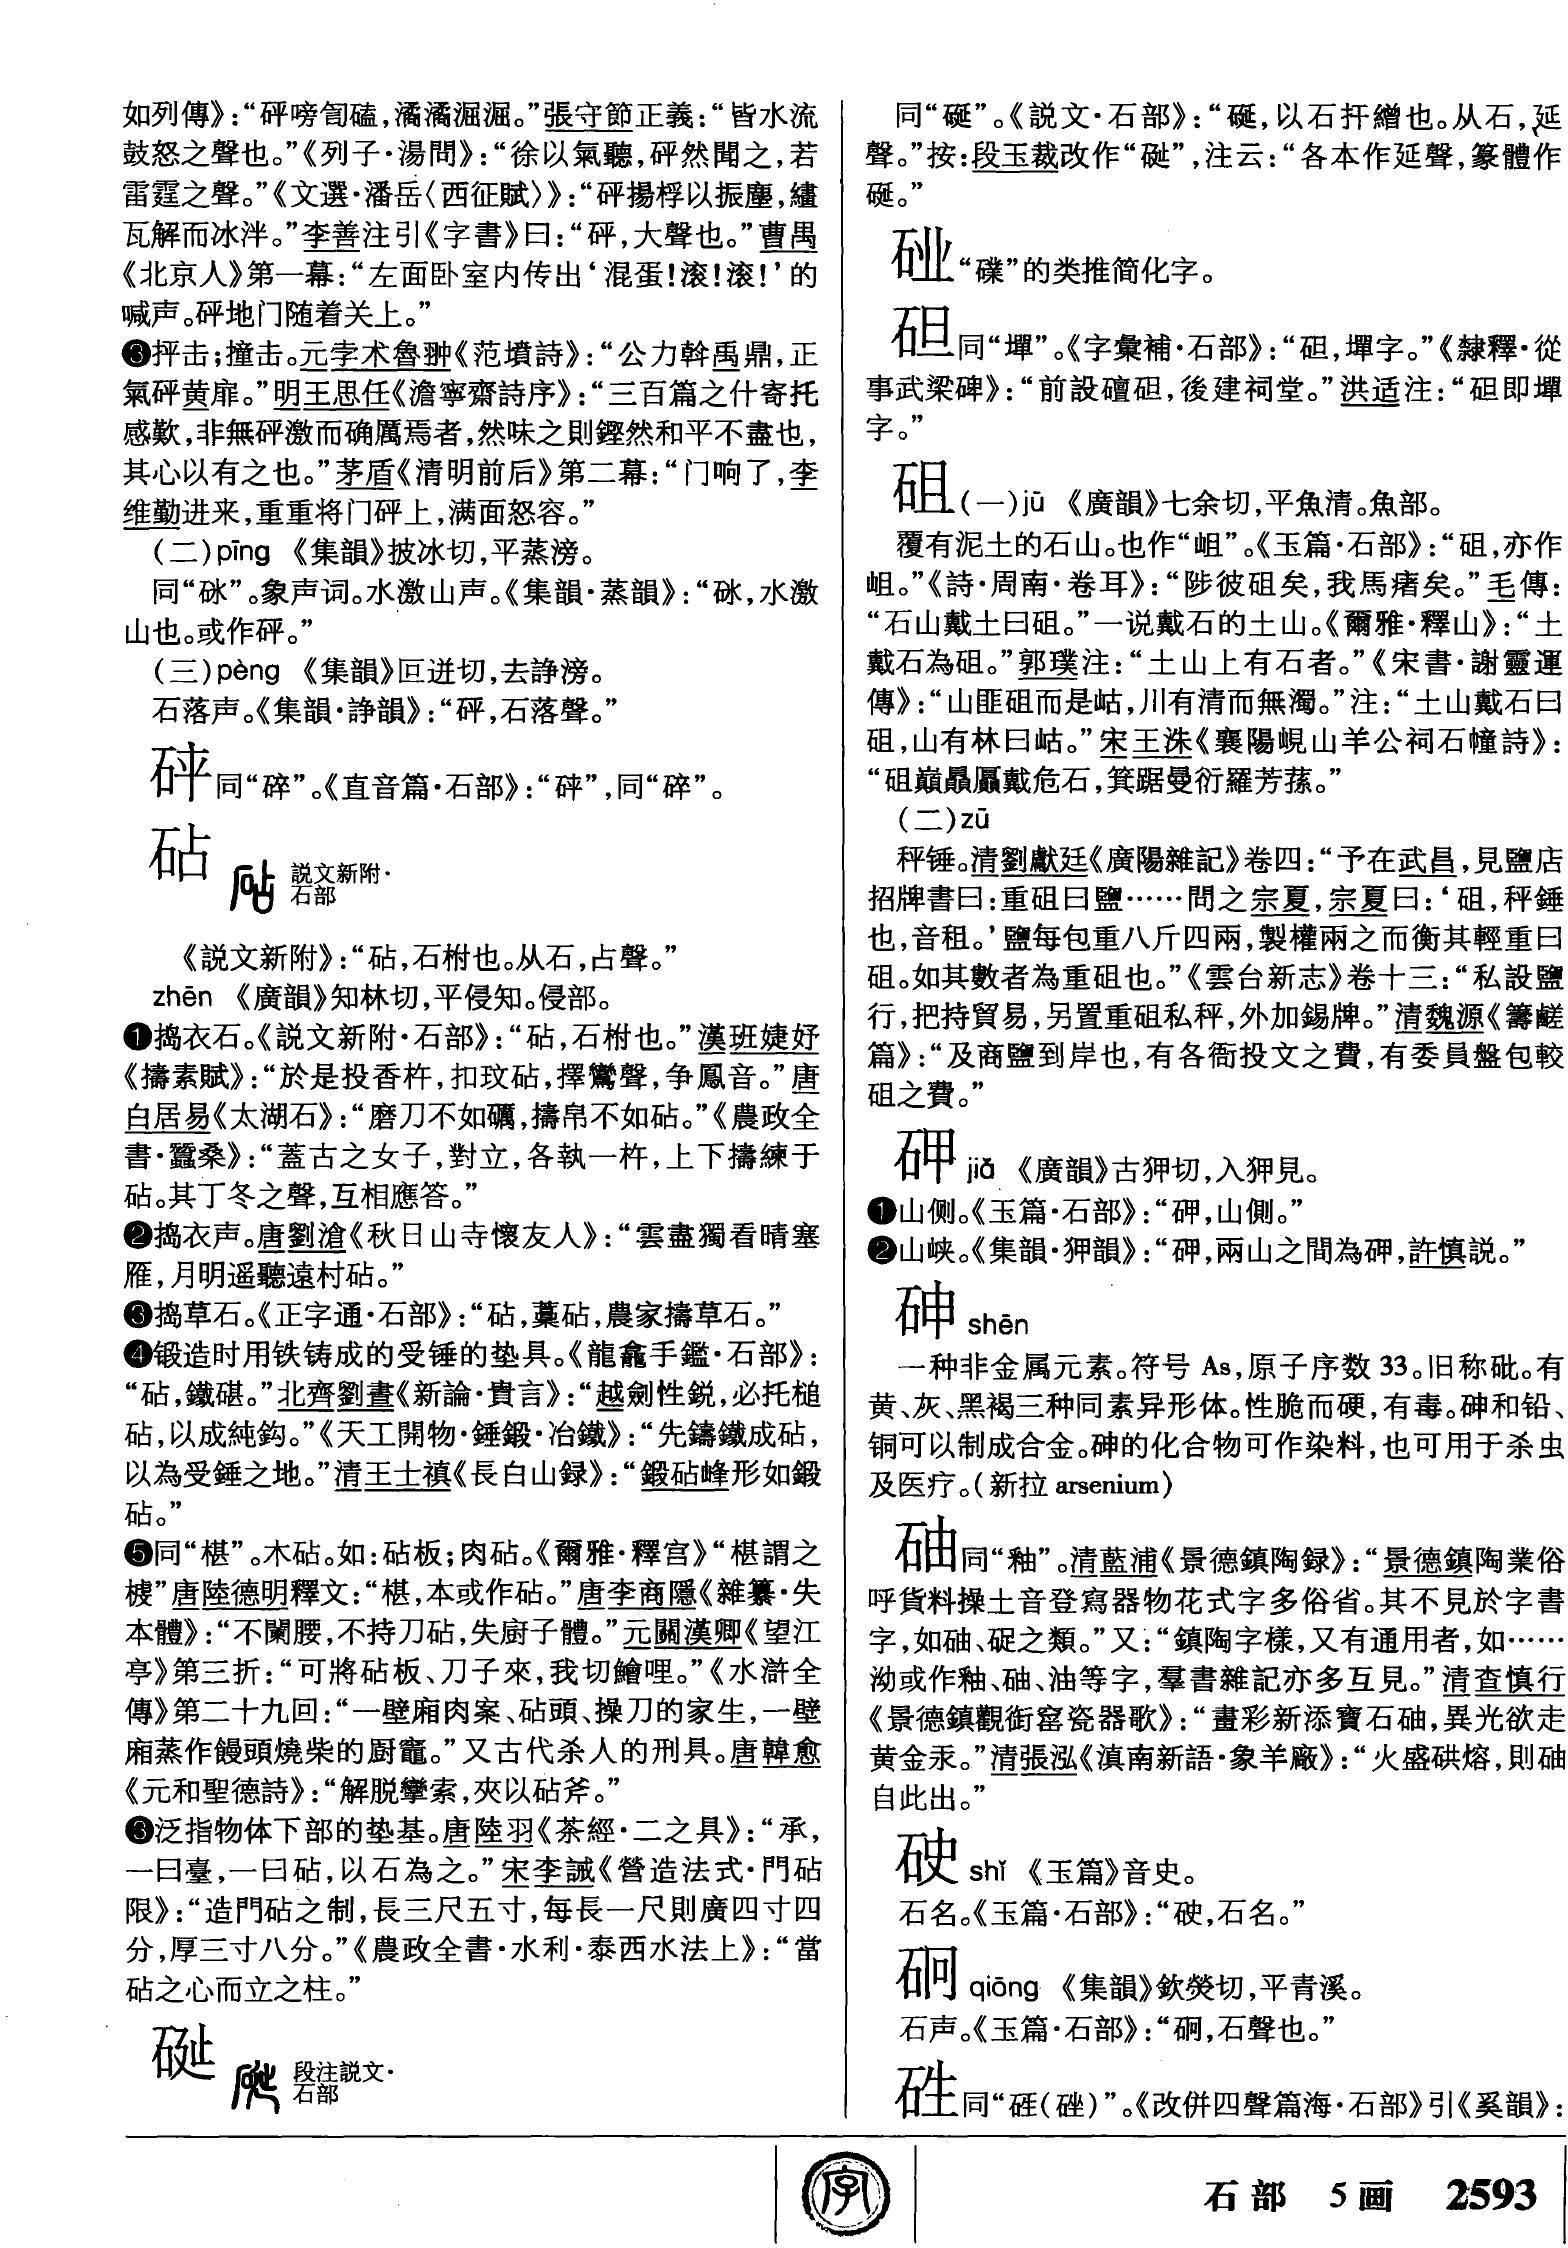 如列傳》：“砰嗙訇磕，潏潏淈淈。”張守節正義：“皆水流
鼓怒之聲也。”《列子·湯問》：“徐以氣聽，砰然聞之，若
雷霆之聲。”《文選·潘岳〈西征賦〉》：“砰揚桴以振塵，繣
瓦解而冰泮。”李善注引《字書》曰：“砰，大聲也。”曹禺
《北京人》第一幕：“左面卧室内传出‘混蛋！滚！滚！’的
喊声。砰地门随着关上。”
❸抨击；撞击。元孛术魯翀《范墳詩》：“公力斡禹鼎，正
氣砰黄扉。”明王思任《澹寧齋詩序》：“三百篇之什寄托
感歎，非無砰激而确厲焉者，然味之則鏗然和平不盡也，
其心以有之也。”茅盾《清明前后》第二幕：“门响了，李
维勤进来，重重将门砰上，满面怒容。”
（二）pīng 《集韻》披冰切，平蒸滂。
同“砯”。象声词。水激山声。《集韻·蒸韻》：“砯，水激
山也。或作砰。”
（三）pèng 《集韻》叵迸切，去諍滂。
石落声。《集韻·諍韻》：“砰，石落聲。”
同“碎”。《直音篇·石部》：同“碎”。
砧 説文新附·
石部
《説文新附》：“砧，石柎也。从石，占聲。”
zhēn 《廣韻》知林切，平侵知。侵部。
❶捣衣石。《説文新附·石部》：“砧，石柎也。”漢班婕妤
《擣素賦》：“於是投香杵，扣玟砧，擇鸞聲，争鳳音。”唐
白居易《太湖石》：“磨刀不如礪，擣帛不如砧。”《農政全
書·蠶桑》：“蓋古之女子，對立，各執一杵，上下擣練于
砧。其丁冬之聲，互相應答。”
❷捣衣声。唐劉滄《秋日山寺懷友人》：“雲盡獨看晴塞
雁，月明遥聽遠村砧。”
❸捣草石。《正字通·石部》：“砧，藁砧，農家擣草石。”
❹锻造时用铁铸成的受锤的垫具。《龍龕手鑑·石部》：
“砧，鐵碪。”北齊劉晝《新論·貴言》：“越劍性鋭，必托槌
砧，以成純鈎。”《天工開物·錘鍛·冶鐵》：“先鑄鐵成砧，
以為受錘之地。”清王士禛《長白山録》：“鍛砧峰形如鍛
砧。”
❺同“椹”。木砧。如：砧板；肉砧。《爾雅·釋宫》“椹謂之
榩”唐陸德明釋文：“椹，本或作砧。”唐李商隱《雜纂·失
本體》：“不闌腰，不持刀砧，失廚子體。”元關漢卿《望江
亭》第三折：“可將砧板、刀子來，我切鱠哩。”《水滸全
傳》第二十九回：“一壁廂肉案、砧頭、操刀的家生，一壁
廂蒸作饅頭燒柴的厨竈。”又古代杀人的刑具。唐韓愈
《元和聖德詩》：“解脱攣索，夾以砧斧。”
❸泛指物体下部的垫基。唐陸羽《茶經·二之具》：“承，
一曰臺，一曰砧，以石為之。”宋李誡《營造法式·門砧
限》：“造門砧之制，長三尺五寸，每長一尺則廣四寸四
分，厚三寸八分。”《農政全書·水利·泰西水法上》：“當
砧之心而立之柱。”
段注説文·
石部
同“硟”。《説文·石部》：“硟，以石扞繒也。从石，延
聲。”按：段玉裁改作，注云：“各本作延聲，篆體作
硟。”
“礏”的类推简化字。
同“墠”。《字彙補·石部》：“䃪，墠字。”《隸釋·從
事武梁碑》：“前設礓，後建祠堂。”洪适注：“即墠
字。”
砠（一）jū 《廣韻》七余切，平魚清。魚部。
覆有泥土的石山。也作“岨”。《玉篇·石部》：“砠，亦作
岨。”《詩·周南·卷耳》：“陟彼砠矣，我馬瘏矣。”毛傳：
“石山戴土曰砠。”一说戴石的土山。《爾雅·釋山》：“土
戴石為砠。”郭璞注：“土山上有石者。”《宋書·謝靈運
傳》：“山匪砠而是岵，川有清而無濁。”注：“土山戴石曰
砠，山有林曰岵。”宋王洙《襄陽峴山羊公祠石幢詩》：
“砠巔贔屭戴危石，箕踞曼衍羅芳蓀。”
（二）zū
秤锤。清劉獻廷《廣陽雜記》卷四：“予在武昌，見鹽店
招牌書曰：重砠曰鹽……問之宗夏，宗夏曰：‘砠，秤錘
也，音租。’鹽每包重八斤四兩，製權兩之而衡其輕重曰
砠。如其數者為重砠也。”《雲台新志》卷十三：“私設鹽
行，把持貿易，另置重砠私秤，外加錫牌。”清魏源《籌鹺
篇》：“及商鹽到岸也，有各衙投文之費，有委員盤包較
砠之費。”
砷 jiǎ 《廣韻》古狎切，入狎見。
❶山侧。《玉篇·石部》：“砰，山側。”
❷山峡。《集韻·狎韻》：“砰，兩山之間為砰，許慎説。”
砷 shēn
一种非金属元素。符号 As，原子序数 33。旧称砒。有
黄、灰、黑褐三种同素异形体。性脆而硬，有毒。砷和铅、
铜可以制成合金。砷的化合物可作染料，也可用于杀虫
及医疗。（新拉 arsenium）
䂆同“釉”。清藍浦《景德鎮陶録》：“景德鎮陶業俗
呼貨料操土音登寫器物花式字多俗省。其不見於字書
字，如、之類。”又：“鎮陶字樣，又有通用者，如……
泑或作釉、油等字，羣書雜記亦多互見。”清查慎行
《景德鎮觀御窰瓷器歌》：“畫彩新添寶石，異光欲走
黄金汞。”清張泓《滇南新語·象羊廠》：“火盛硔熔，則
自此出。”
shǐ 《玉篇》音史。
石名。《玉篇·石部》：“石名。”
qiōng 《集韻》欽熒切，平青溪。
石声。《玉篇·石部》：“石聲也。”
同《改併四聲篇海·石部》引《奚韻》：
石部 5画 2593